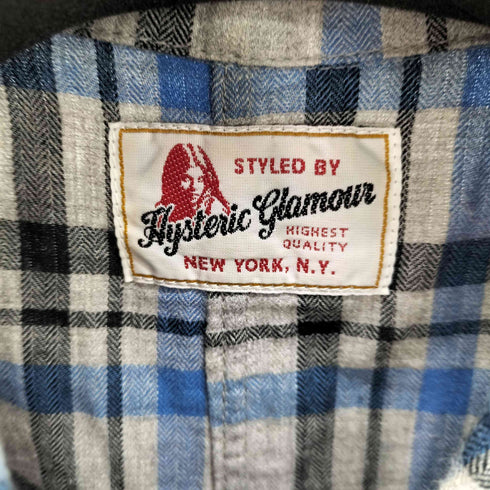 STYLED BY
Hysteric Glamour
HIGHEST
QUALITY
NEW YORK, N.Y.